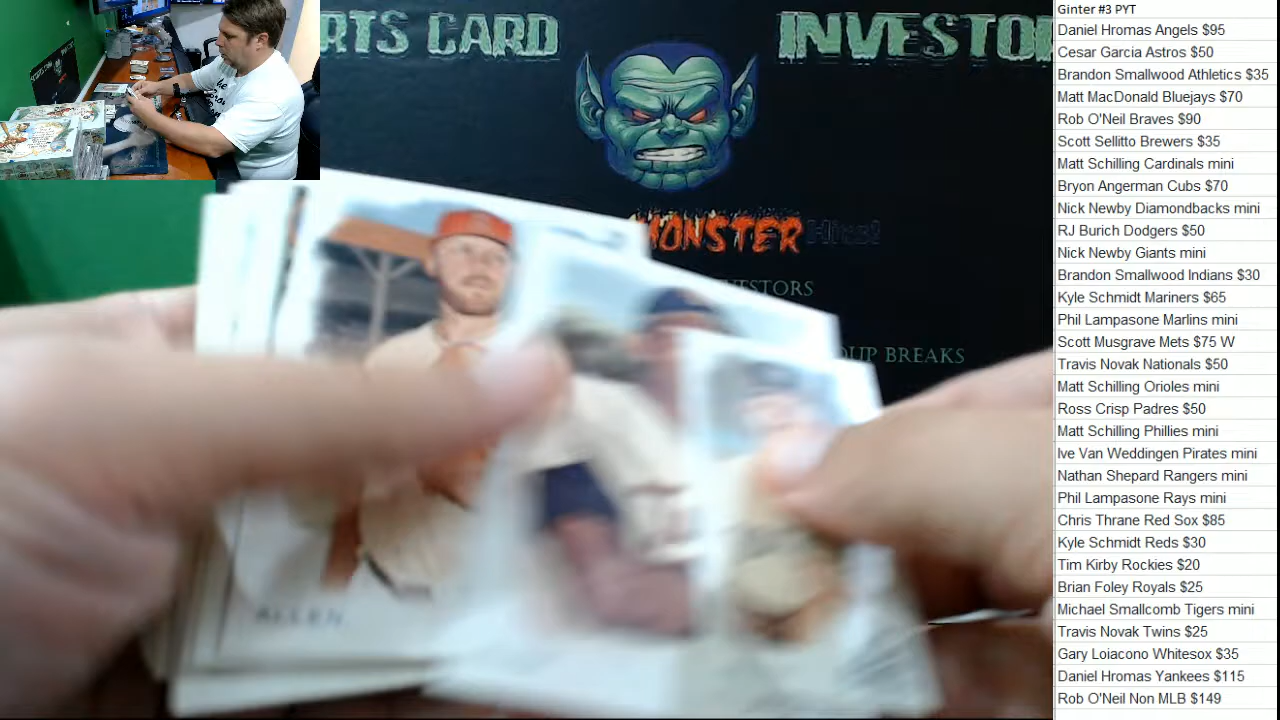 RTS CARD INVESTO
MONSTER Hits!
OUP BREAKS
ALLEN
Ginter #3 PYT
Daniel Hromas Angels $95
Cesar Garcia Astros $50
Brandon Smallwood Athletics $35
Matt MacDonald Bluejays $70
Rob O'Neil Braves $90
Scott Sellitto Brewers $35
Matt Schilling Cardinals mini
Bryon Angerman Cubs $70
Nick Newby Diamondbacks mini
RJ Burich Dodgers $50
Nick Newby Giants mini
Brandon Smallwood Indians $30
Kyle Schmidt Mariners $65
Phil Lampasone Marlins mini
Scott Musgrave Mets $75 W
Travis Novak Nationals $50
Matt Schilling Orioles mini
Ross Crisp Padres $50
Matt Schilling Phillies mini
Ive Van Weddingen Pirates mini
Nathan Shepard Rangers mini
Phil Lampasone Rays mini
Chris Thrane Red Sox $85
Kyle Schmidt Reds $30
Tim Kirby Rockies $20
Brian Foley Royals $25
Michael Smallcomb Tigers mini
Travis Novak Twins $25
Gary Loiacono Whitesox $35
Daniel Hromas Yankees $115
Rob O'Neil Non MLB $149